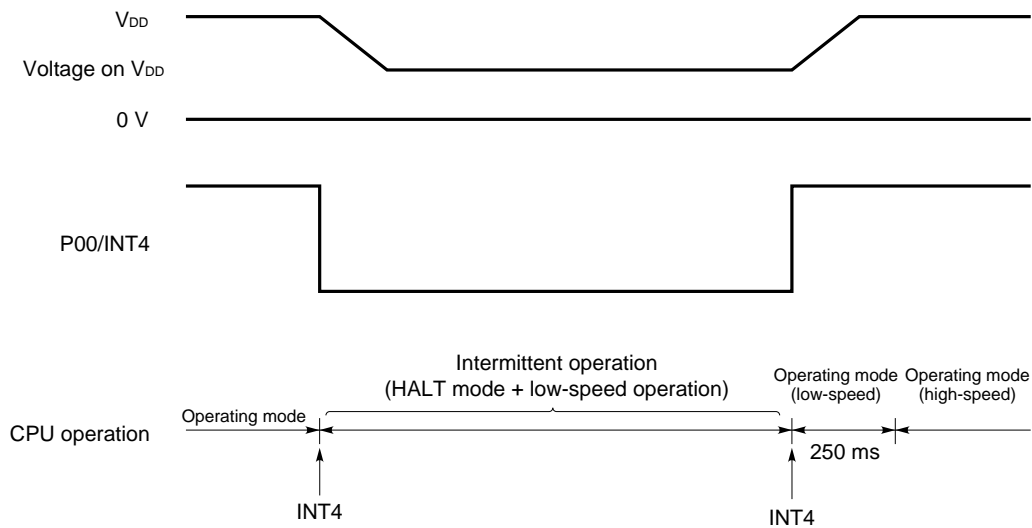 VDD
Voltage on VDD
0 V
P00/INT4
Intermittent operation
(HALT mode + low-speed operation)
Operating mode
(low-speed)
Operating mode
(high-speed)
Operating mode
CPU operation
250 ms
INT4
INT4